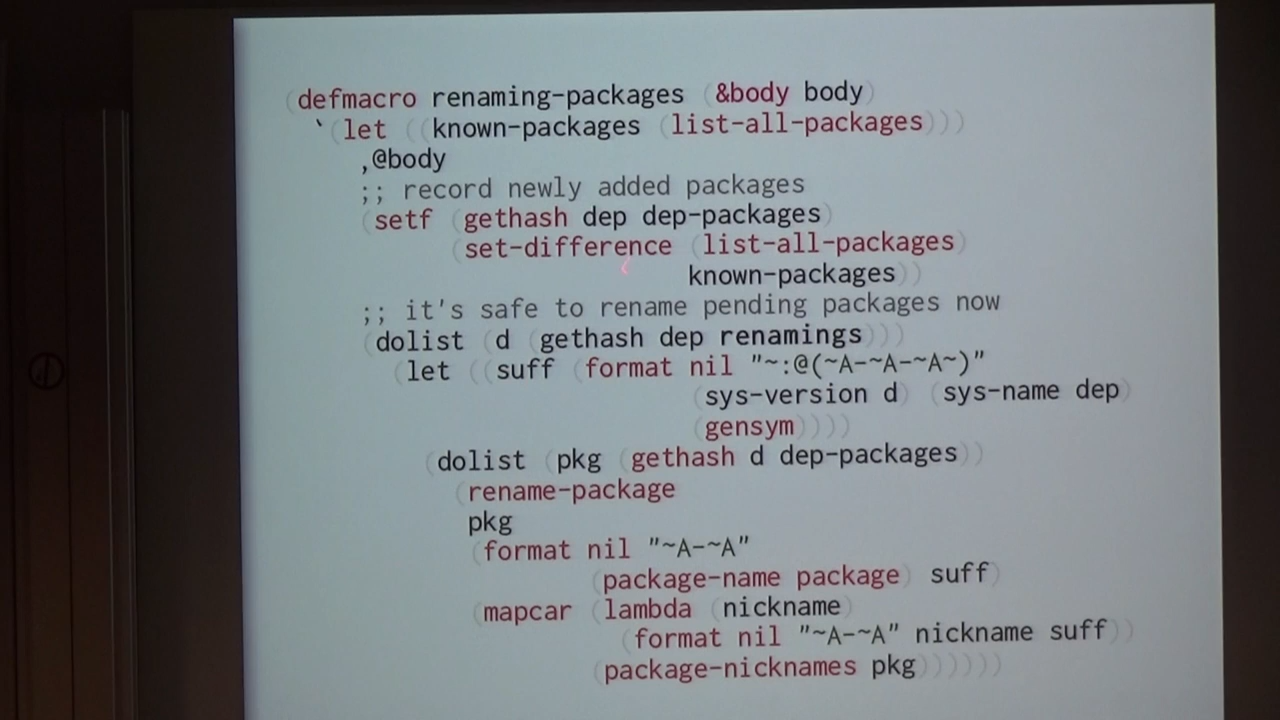 (defmacro renaming-packages (&body body)
`(let ((known-packages (list-all-packages)))
,@body
;; record newly added packages
(setf (gethash dep dep-packages)
(set-difference (list-all-packages)
known-packages))
;; it's safe to rename pending packages now
(dolist (d (gethash dep renamings)))
(let ((suff (format nil "~:@(~A-~A-~A~)"
(sys-version d) (sys-name dep)
(gensym))))
(dolist (pkg (gethash d dep-packages))
(rename-package
pkg
(format nil "~A-~A"
(package-name package) suff)
(mapcar (lambda (nickname)
(format nil "~A-~A" nickname suff))
(package-nicknames pkg))))))